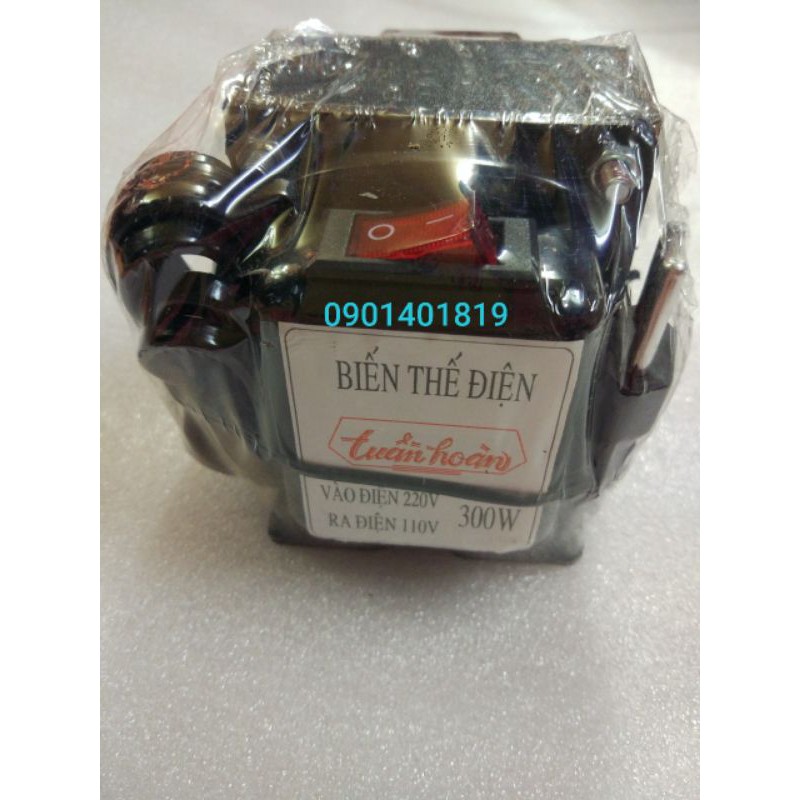 O I
0901401819
BIẾN THẾ ĐIỆN
tuấn hoàn
VÀO ĐIỆN 220V
RA ĐIỆN 110V 300W